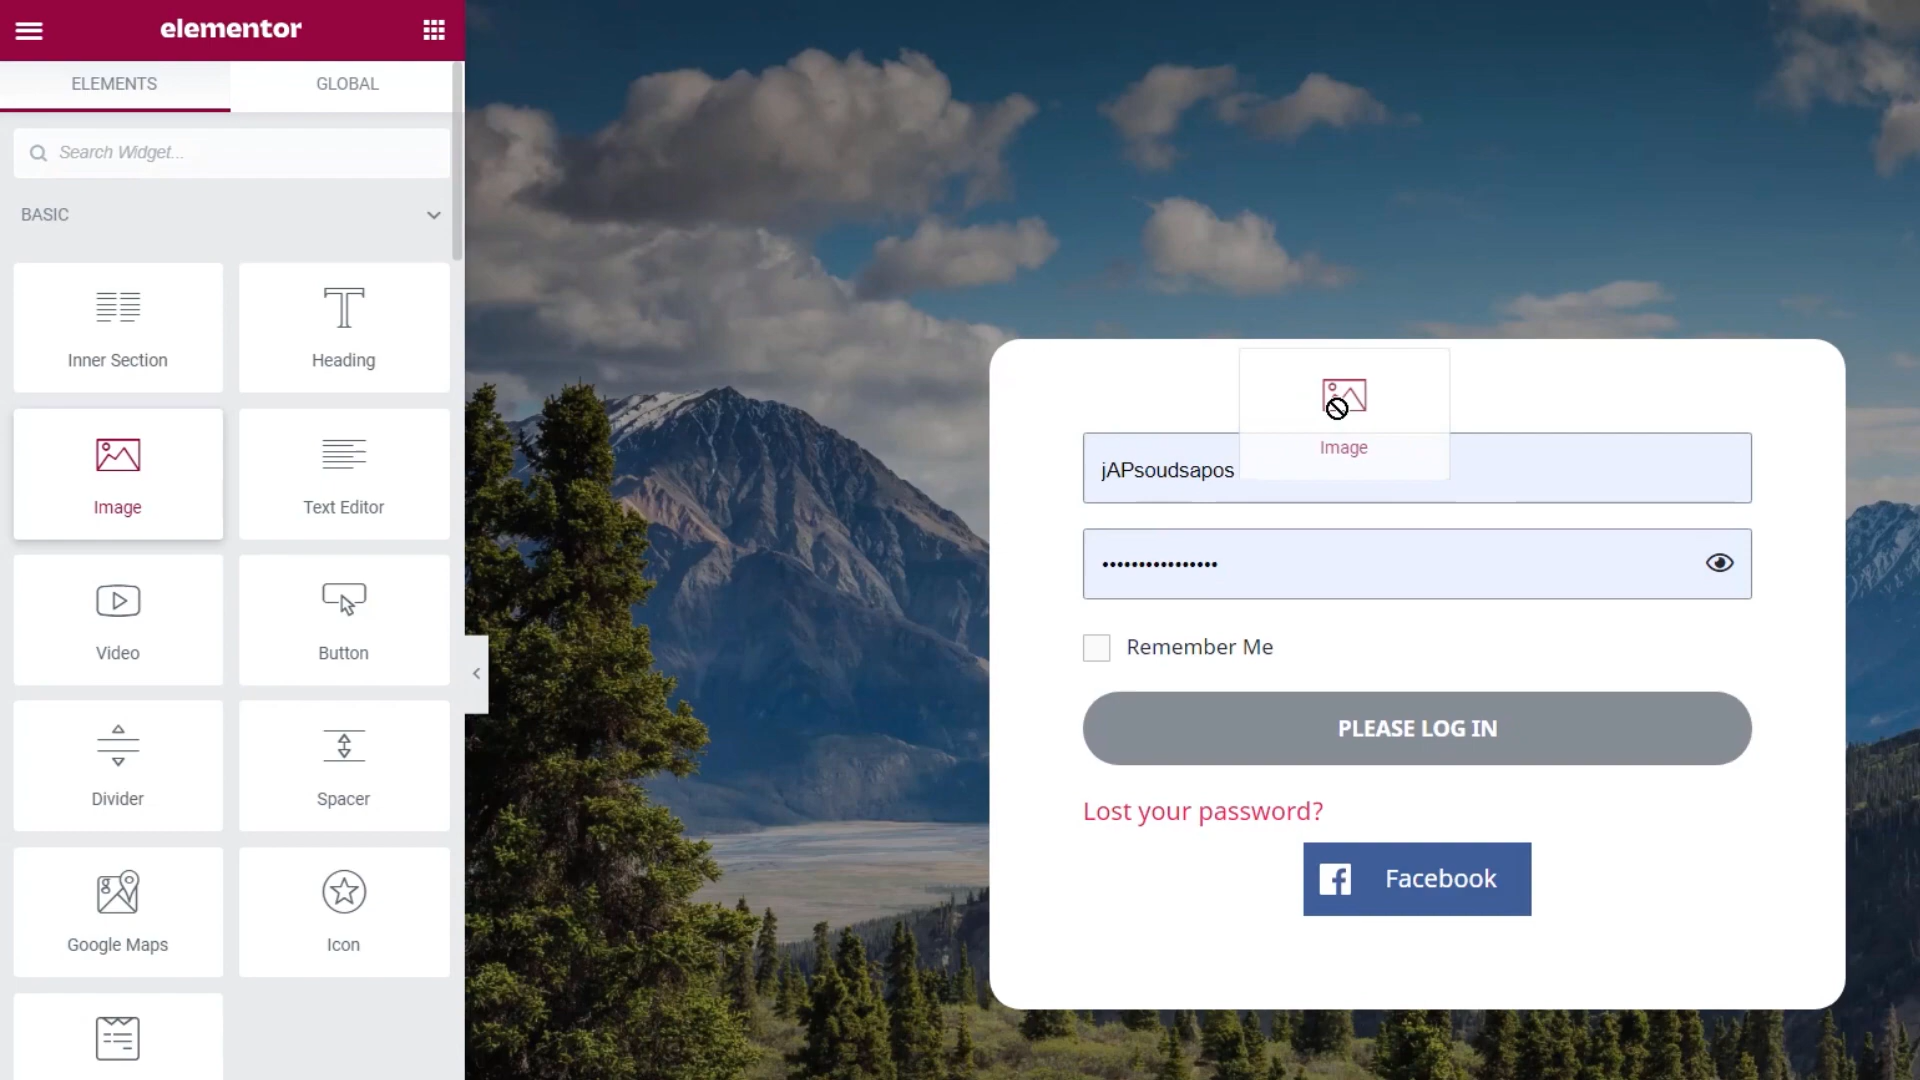 elementor
ELEMENTS
GLOBAL
Search Widget...
BASIC
Inner Section
Heading
Image
Text Editor
Video
Button
Divider
Spacer
Google Maps
Icon
Image
jAPsoudsapos
••••••••••••••••
Remember Me
PLEASE LOG IN
Lost your password?
Facebook